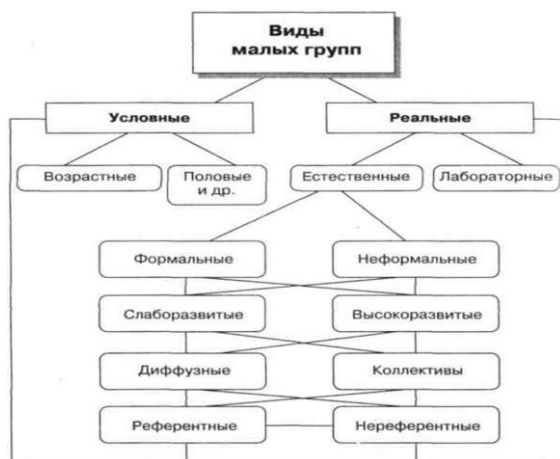 Виды
малых групп
Условные
Реальные
Возрастные
Половые
и др.
Естественные
Лабораторные
Формальные
Неформальные
Слаборазвитые
Высокоразвитые
Диффузные
Коллективы
Референтные
Нереферентные